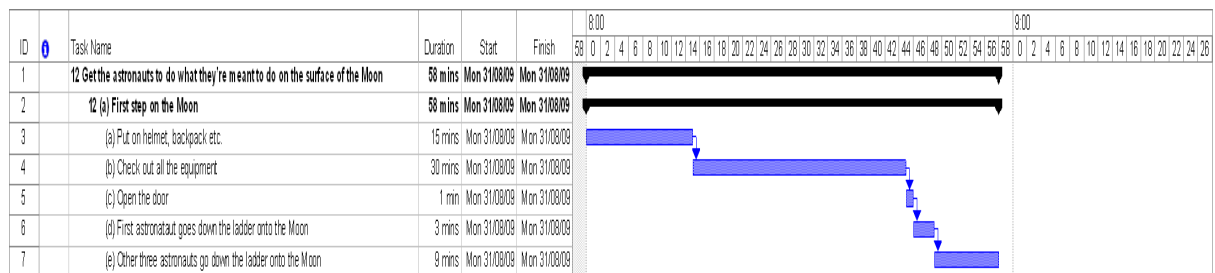 8:00 9:00
ID Task Name Duration Start Finish 58 0 2 4 6 8 10 12 14 16 18 20 22 24 26 28 30 32 34 36 38 40 42 44 46 48 50 52 54 56 58 0 2 4 6 8 10 12 14 16 18 20 22 24 26
1 12 Get the astronauts to do what they're meant to do on the surface of the Moon 58 mins Mon 31/08/09 Mon 31/08/09
2 12 (a) First step on the Moon 58 mins Mon 31/08/09 Mon 31/08/09
3 (a) Put on helmet, backpack etc. 15 mins Mon 31/08/09 Mon 31/08/09
4 (b) Check out all the equipment 30 mins Mon 31/08/09 Mon 31/08/09
5 (c) Open the door 1 min Mon 31/08/09 Mon 31/08/09
6 (d) First astronataut goes down the ladder onto the Moon 3 mins Mon 31/08/09 Mon 31/08/09
7 (e) Other three astronauts go down the ladder onto the Moon 9 mins Mon 31/08/09 Mon 31/08/09